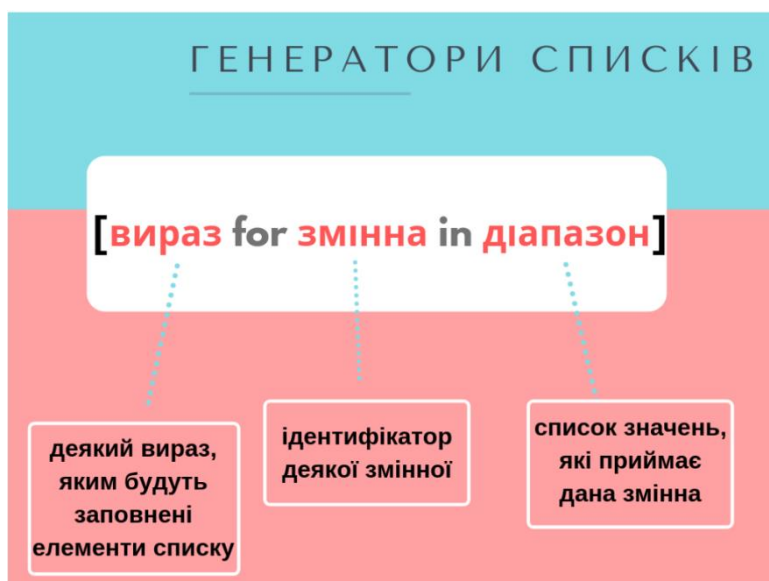 ГЕНЕРАТОРИ СПИСКІВ
[вираз for змінна in діапазон]
деякий вираз,
яким будуть
заповнені
елементи списку
ідентифікатор
деякої змінної
список значень,
які приймає
дана змінна